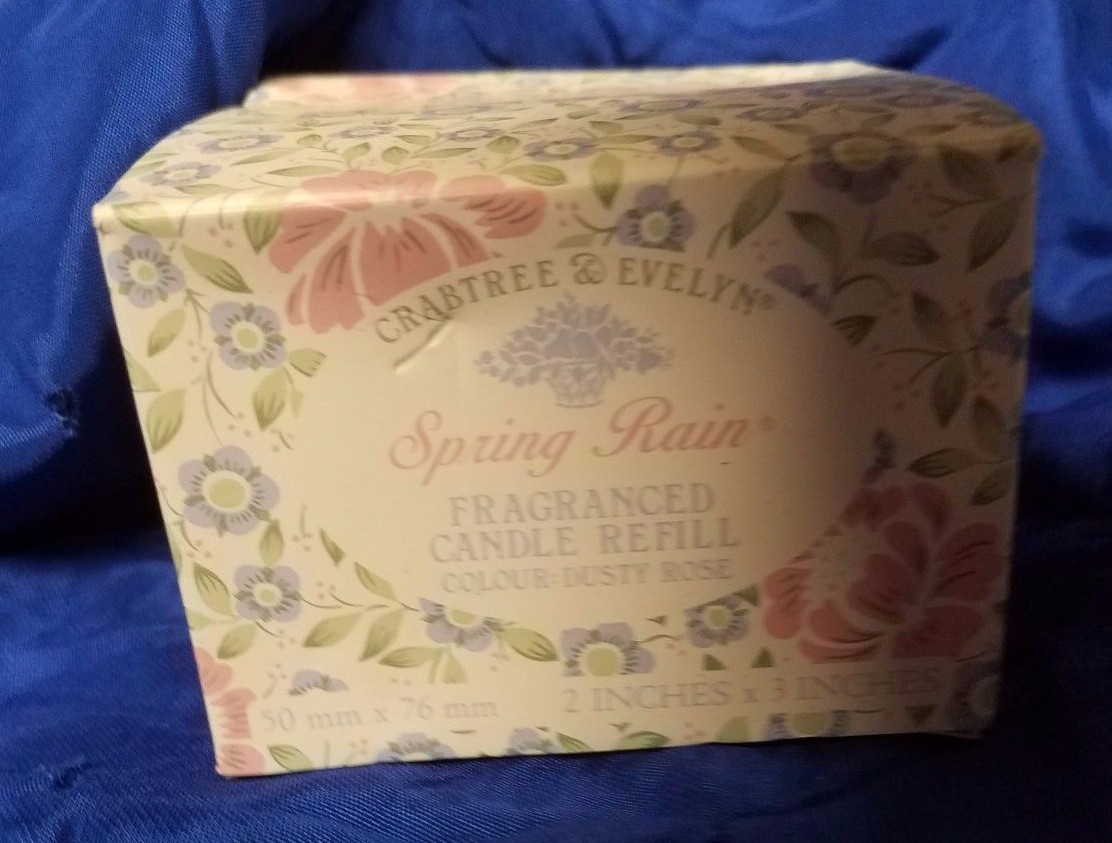 CRABTREE & EVELYN®
Spring Rain®
FRAGRANCED
CANDLE REFILL
COLOUR: DUSTY ROSE
50 mm x 76 mm 2 INCHES x 3 INCHES